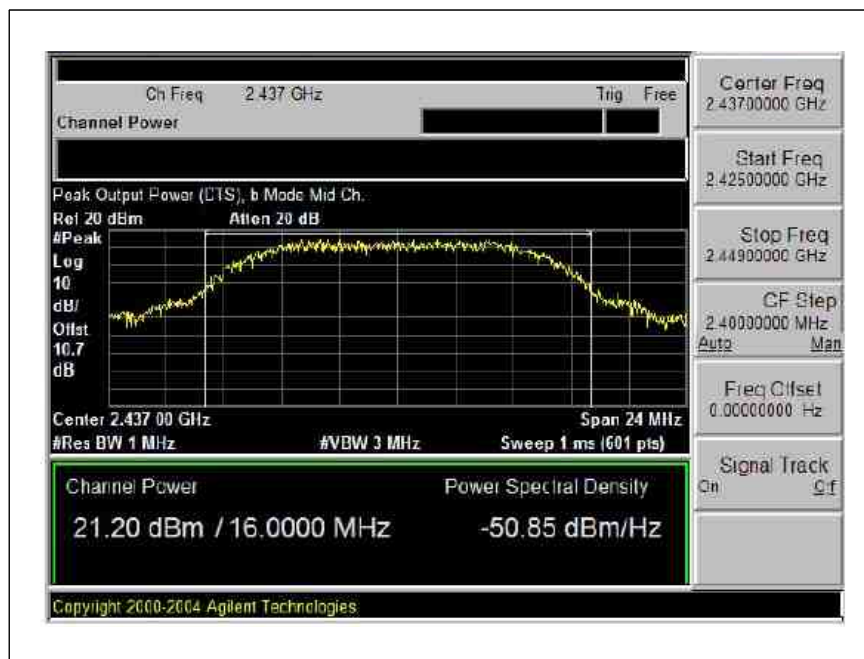 Ch Freq 2.437 GHz Trig Free
Channel Power
Peak Output Power (CTS), b Mode Mid Ch.
Ref 20 dBm Atten 20 dB
#Peak
Log
10
dB/
Offst
10.7
dB
Center 2.437 00 GHz Span 24 MHz
#Res BW 1 MHz #VBW 3 MHz Sweep 1 ms (601 pts)
Channel Power Power Spectral Density
21.20 dBm / 16.0000 MHz -50.85 dBm/Hz
Copyright 2000-2004 Agilent Technologies
Center Freq
2.43700000 GHz
Start Freq
2.42500000 GHz
Stop Freq
2.44900000 GHz
CF Step
2.40000000 MHz
Auto Man
Freq Offset
0.00000000 Hz
Signal Track
On Off